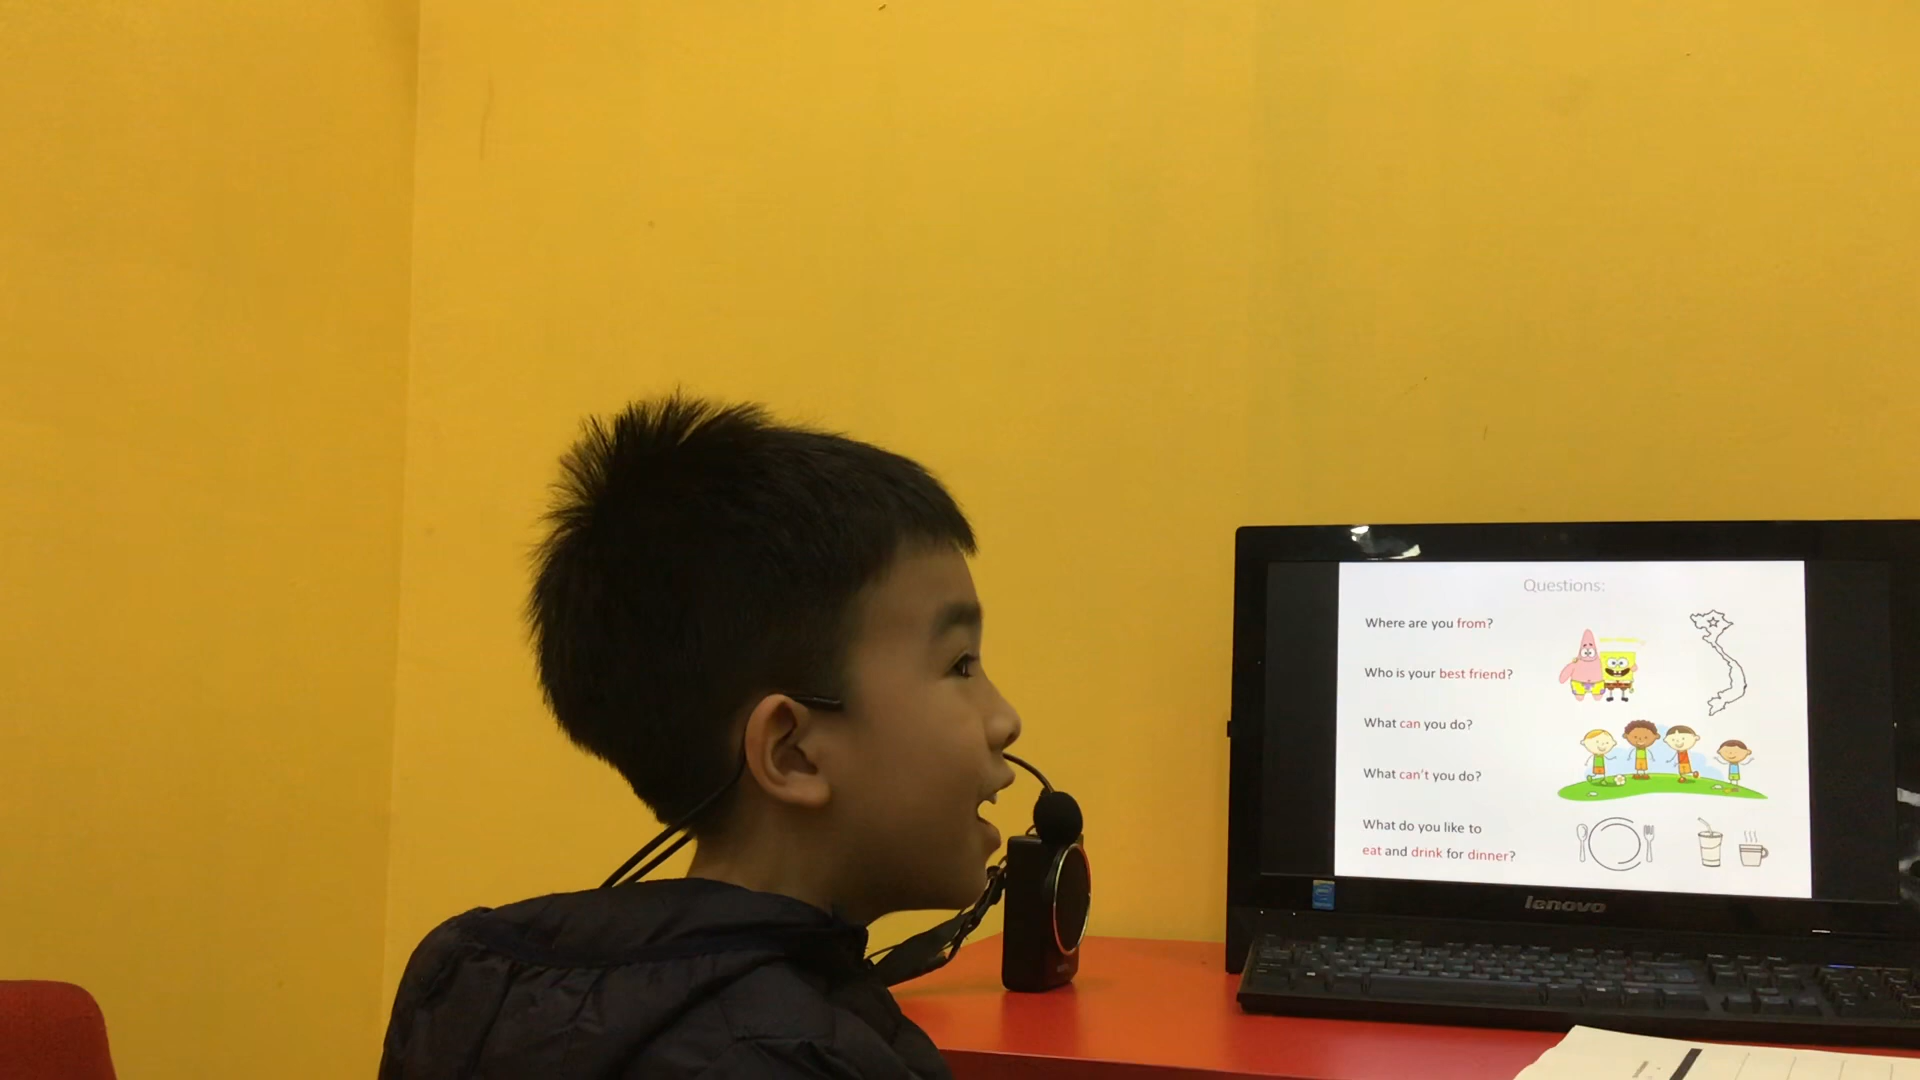 Questions:
Where are you from?
Who is your best friend?
What can you do?
What can't you do?
What do you like to
eat and drink for dinner?
lenovo